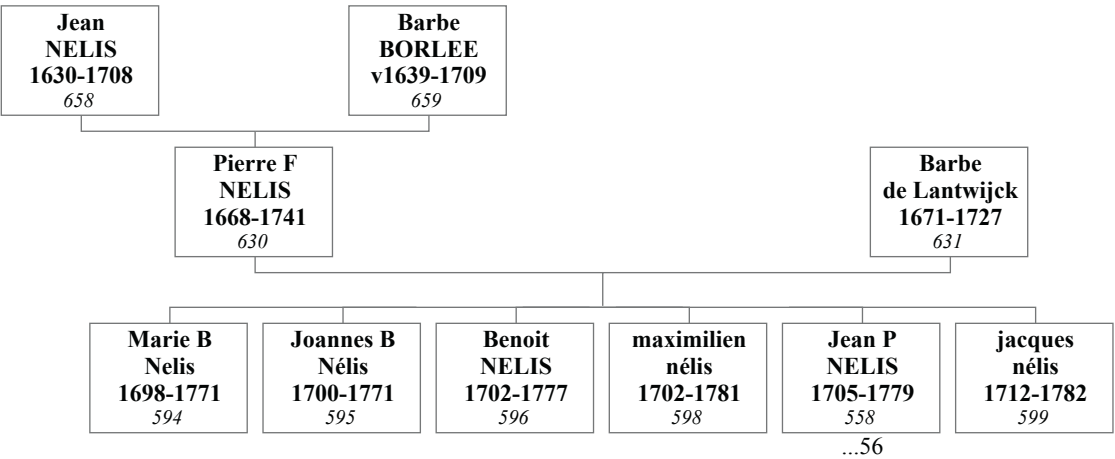 Jean
NELIS
1630-1708
658
Barbe
BORLEE
v1639-1709
659
Pierre F
NELIS
1668-1741
630
Barbe
de Lantwijck
1671-1727
631
Marie B
Nelis
1698-1771
594
Joannes B
Nélis
1700-1771
595
Benoit
NELIS
1702-1777
596
maximilien
nélis
1702-1781
598
Jean P
NELIS
1705-1779
558
...56
jacques
nélis
1712-1782
599